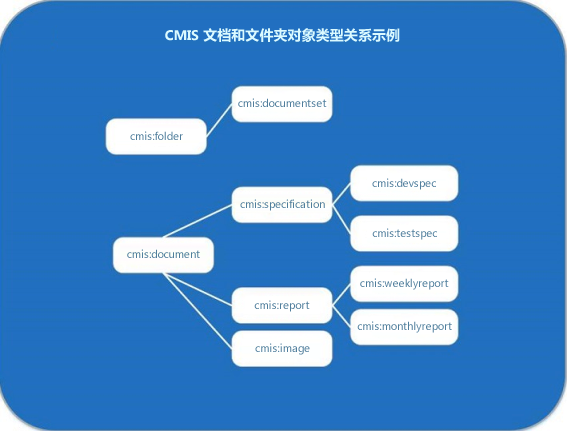 CMIS 文档和文件夹对象类型关系示例
cmis:documentset
cmis:folder
cmis:devspec
cmis:specification
cmis:testspec
cmis:document
cmis:weeklyreport
cmis:report
cmis:monthlyreport
cmis:image